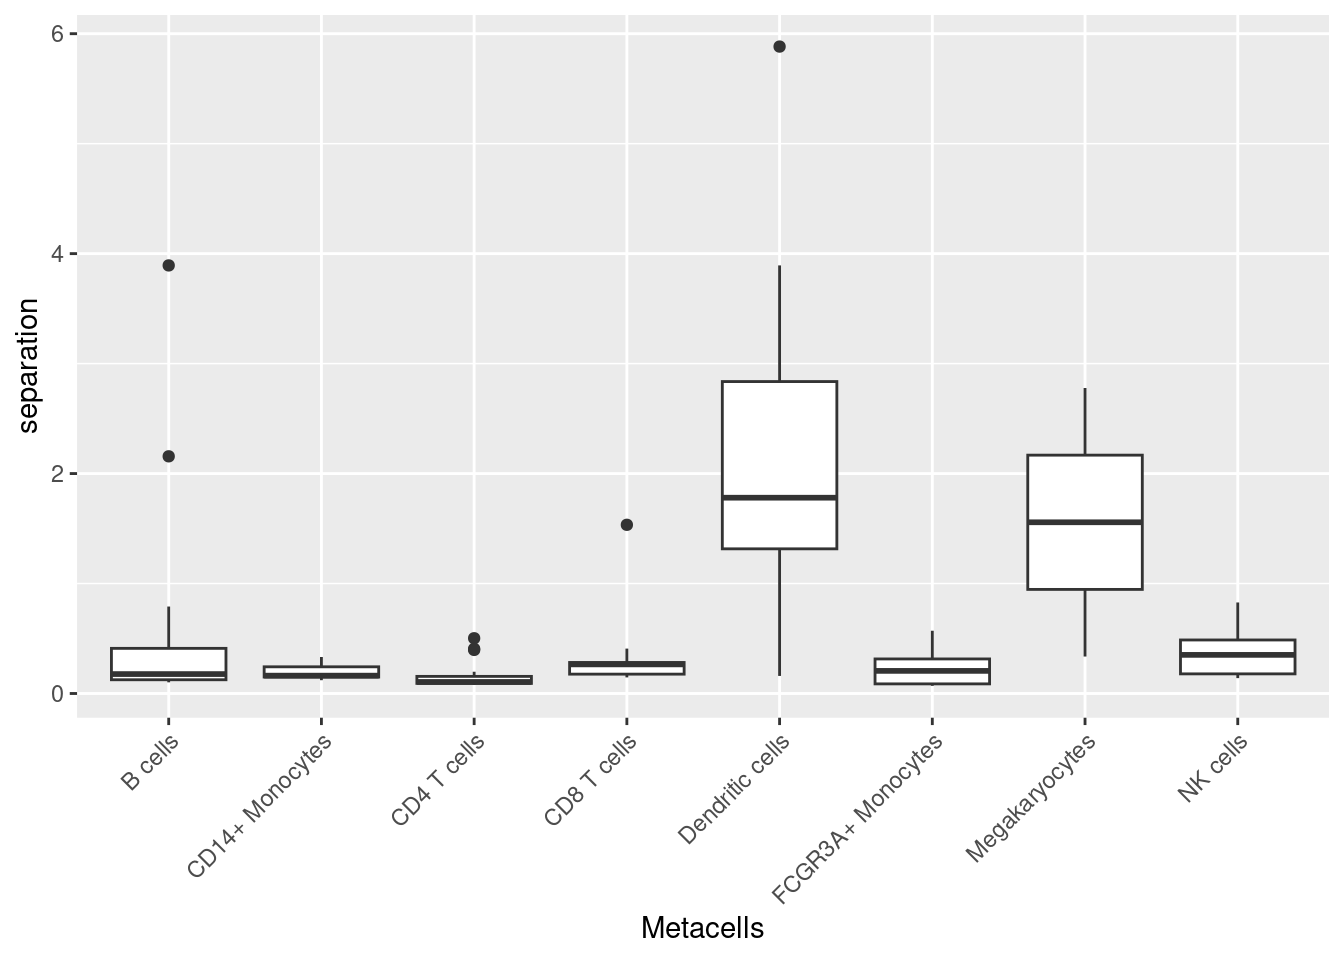 6
4
2
0
separation
B cells
CD14+ Monocytes
CD4 T cells
CD8 T cells
Dendritic cells
FCGR3A+ Monocytes
Megakaryocytes
NK cells
Metacells